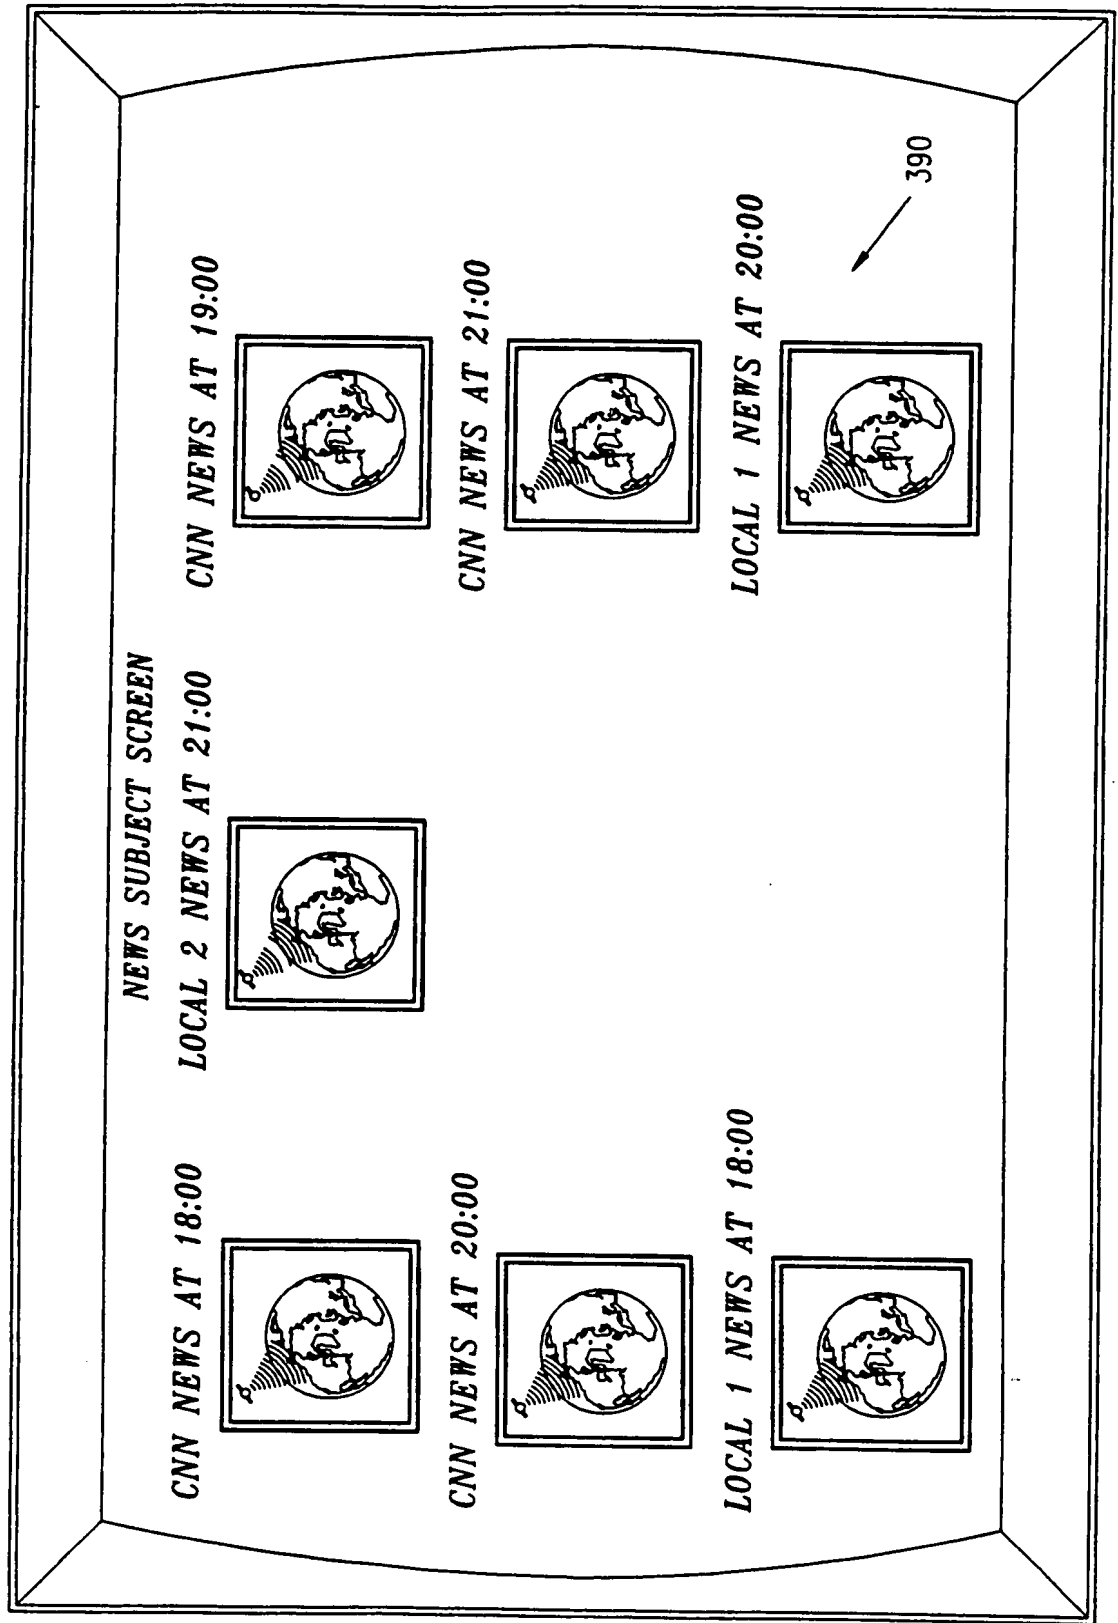 NEWS SUBJECT SCREEN
CNN NEWS AT 18:00
LOCAL 2 NEWS AT 21:00
CNN NEWS AT 19:00
CNN NEWS AT 20:00
CNN NEWS AT 21:00
LOCAL 1 NEWS AT 18:00
LOCAL 1 NEWS AT 20:00
390